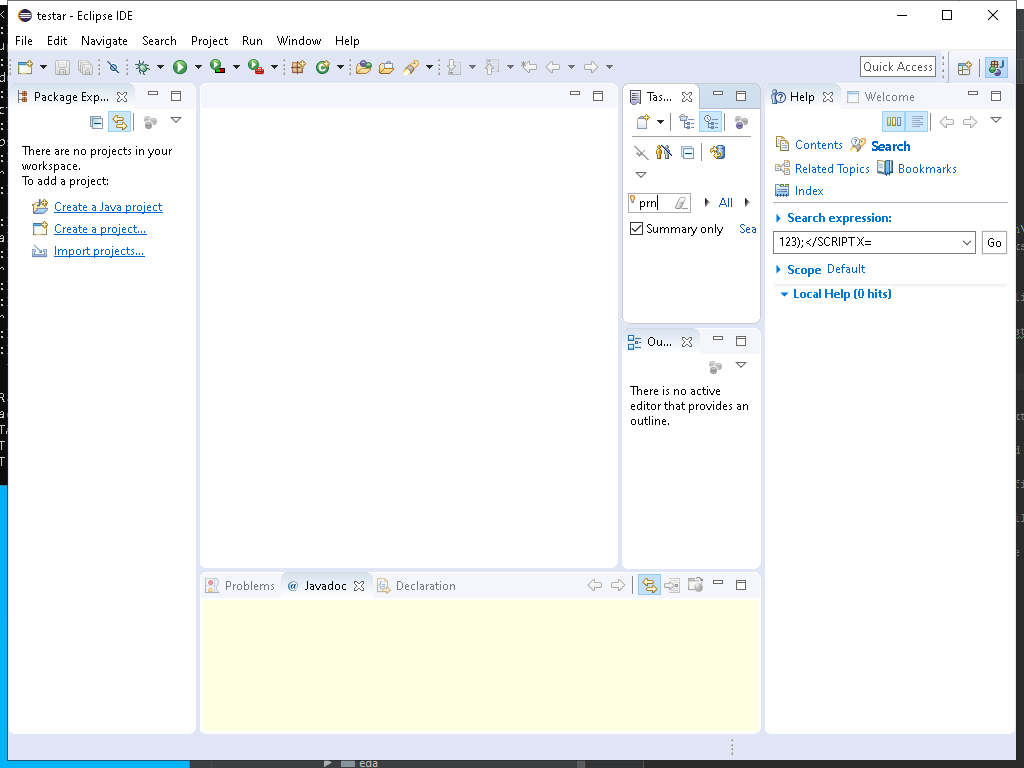 testar - Eclipse IDE
File Edit Navigate Search Project Run Window Help
Quick Access
Package Exp...
There are no projects in your
workspace.
To add a project:
Create a Java project
Create a project...
Import projects...
Tas...
prn
All
Summary only Sea
Ou...
There is no active
editor that provides an
outline.
Help Welcome
Contents Search
Related Topics Bookmarks
Index
Search expression:
123);</SCRIPT X=
Go
Scope Default
Local Help (0 hits)
Problems @ Javadoc Declaration
eda